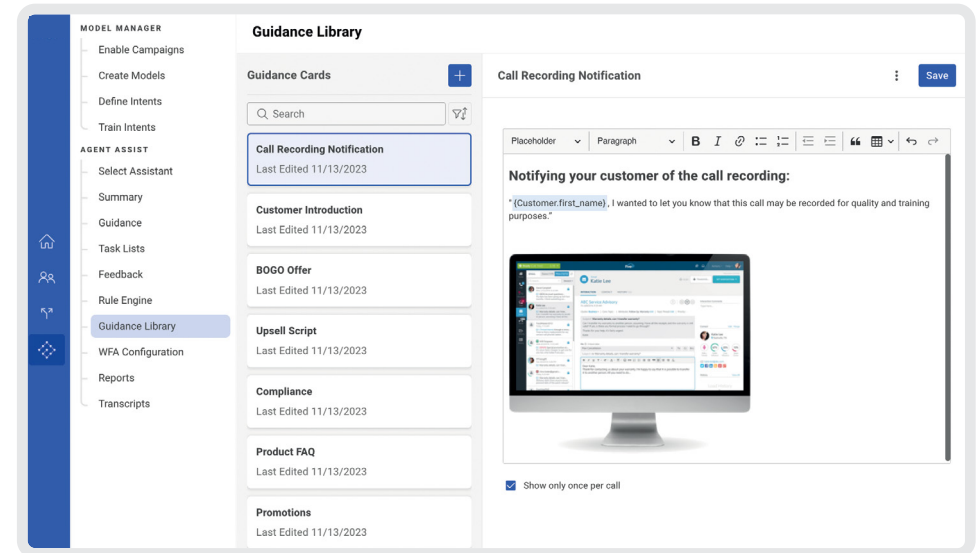 MODEL MANAGER
Enable Campaigns
Create Models
Define Intents
Train Intents
AGENT ASSIST
Select Assistant
Summary
Guidance
Task Lists
Feedback
Rule Engine
Guidance Library
WFA Configuration
Reports
Transcripts
Guidance Library
Guidance Cards
Search
Call Recording Notification
Last Edited 11/13/2023
Customer Introduction
Last Edited 11/13/2023
BOGO Offer
Last Edited 11/13/2023
Upsell Script
Last Edited 11/13/2023
Compliance
Last Edited 11/13/2023
Product FAQ
Last Edited 11/13/2023
Promotions
Last Edited 11/13/2023
Call Recording Notification
Save
Placeholder
Paragraph
B I
Notifying your customer of the call recording:
" {Customer.first_name} , I wanted to let you know that this call may be recorded for quality and training
purposes."
Katie Lee
Show only once per call